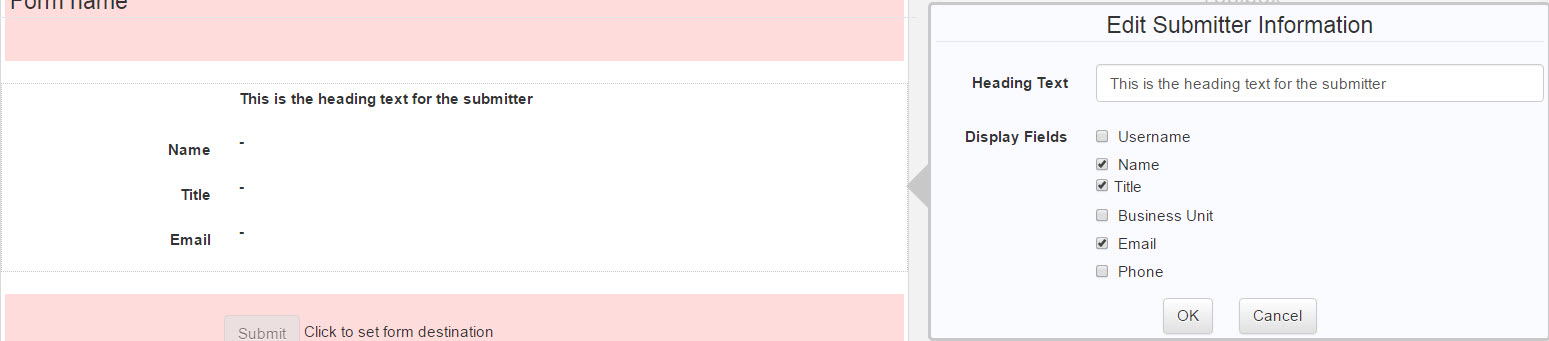 Form name
This is the heading text for the submitter
Name -
Title -
Email -
Submit Click to set form destination
Edit Submitter Information
Heading Text This is the heading text for the submitter
Display Fields Username
Name
Title
Business Unit
Email
Phone
OK Cancel